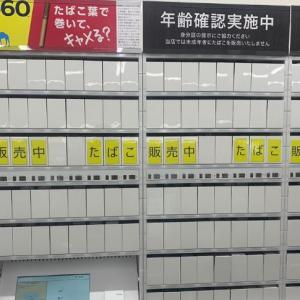 60
たばこ葉で
巻いて、
キャメる?
年齢確認実施中
身分証の提示にご協力ください
当店では未成年者にたばこを販売いたしません
販売中 たばこ
販売中 たばこ
販